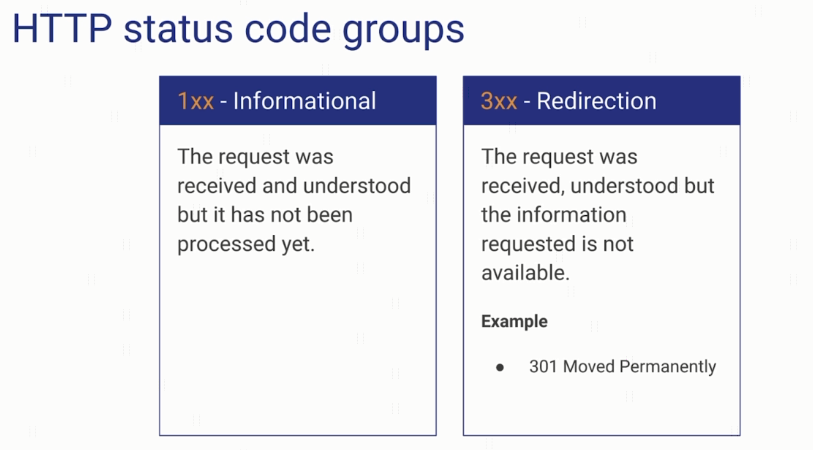 HTTP status code groups
1xx - Informational
The request was
received and understood
but it has not been
processed yet.
3xx - Redirection
The request was
received, understood but
the information
requested is not
available.
Example
● 301 Moved Permanently